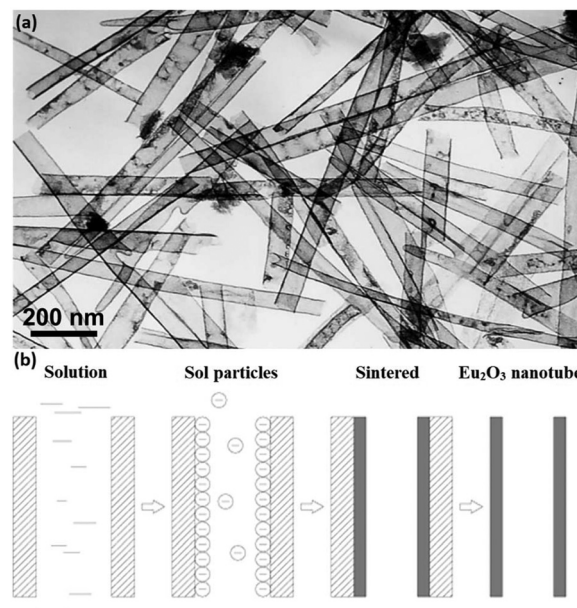 (a)
200 nm
(b)
Solution Sol particles Sintered Eu₂O₃ nanotube